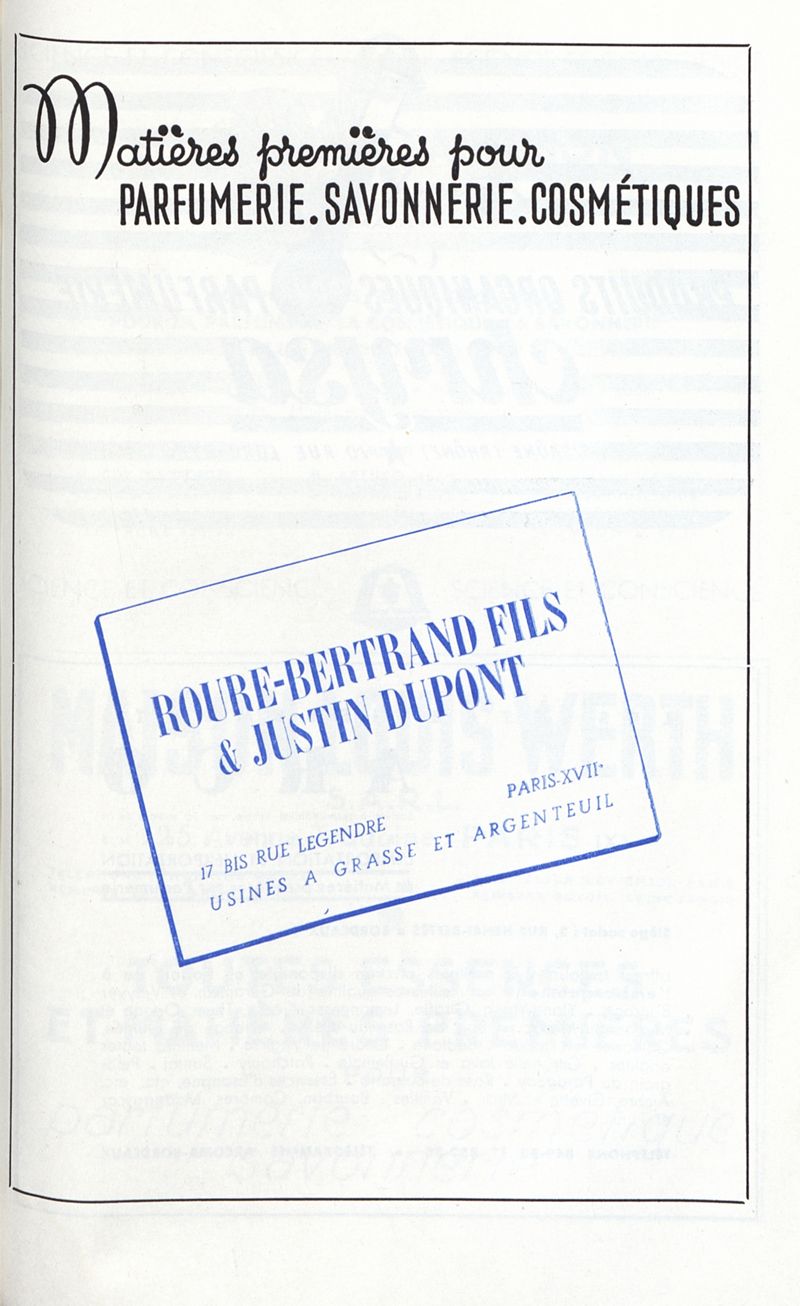 Matières premières pour
PARFUMERIE.SAVONNERIE.COSMÉTIQUES
ROURE-BERTRAND FILS
& JUSTIN DUPONT
17 BIS RUE LEGENDRE PARIS-XVIIᵉ
USINES A GRASSE ET ARGENTEUIL